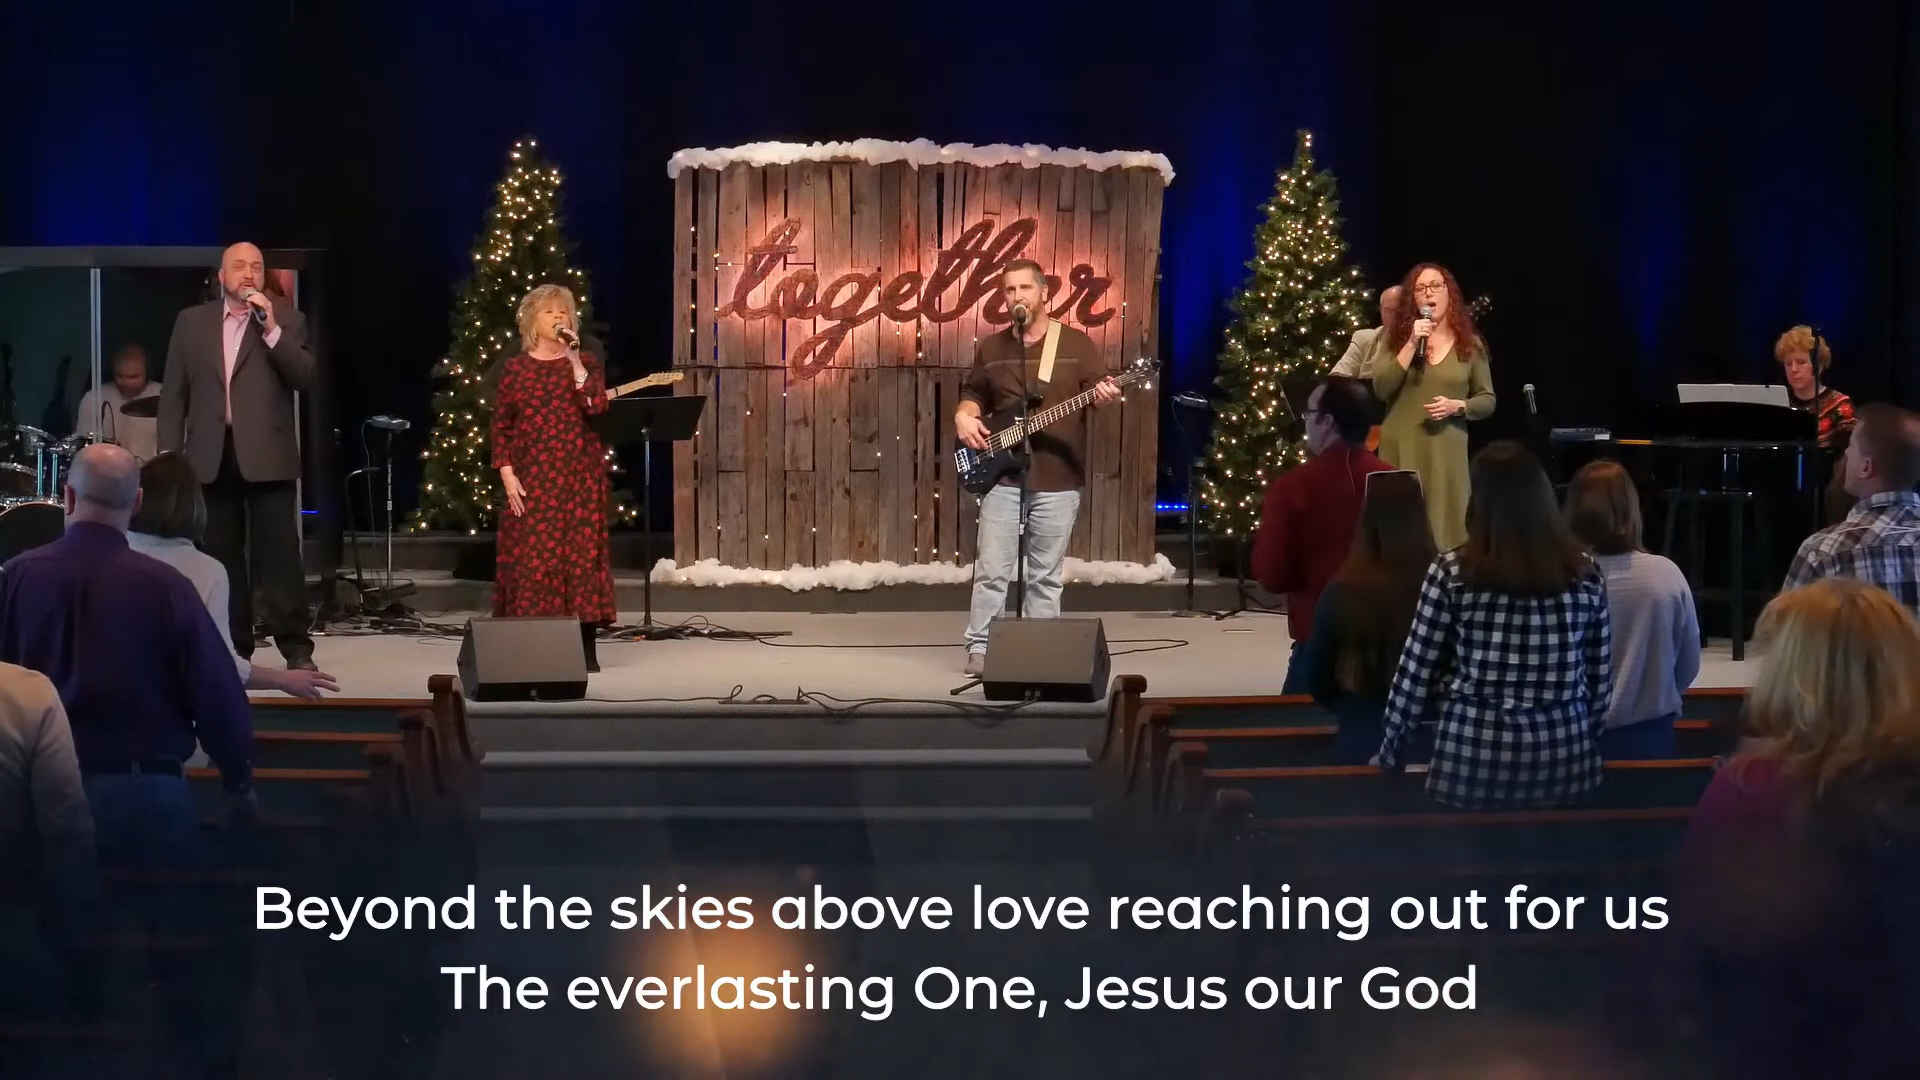 together
Beyond the skies above love reaching out for us
The everlasting One, Jesus our God